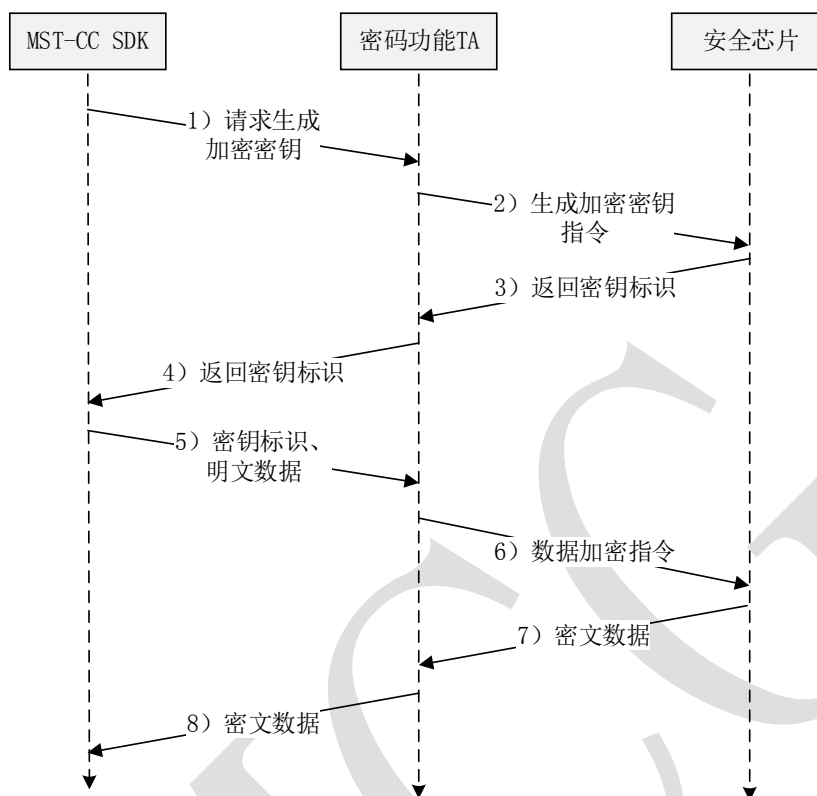 MST-CC SDK
密码功能TA
安全芯片
1）请求生成
加密密钥
2）生成加密密钥
指令
3）返回密钥标识
4）返回密钥标识
5）密钥标识、
明文数据
6）数据加密指令
7）密文数据
8）密文数据